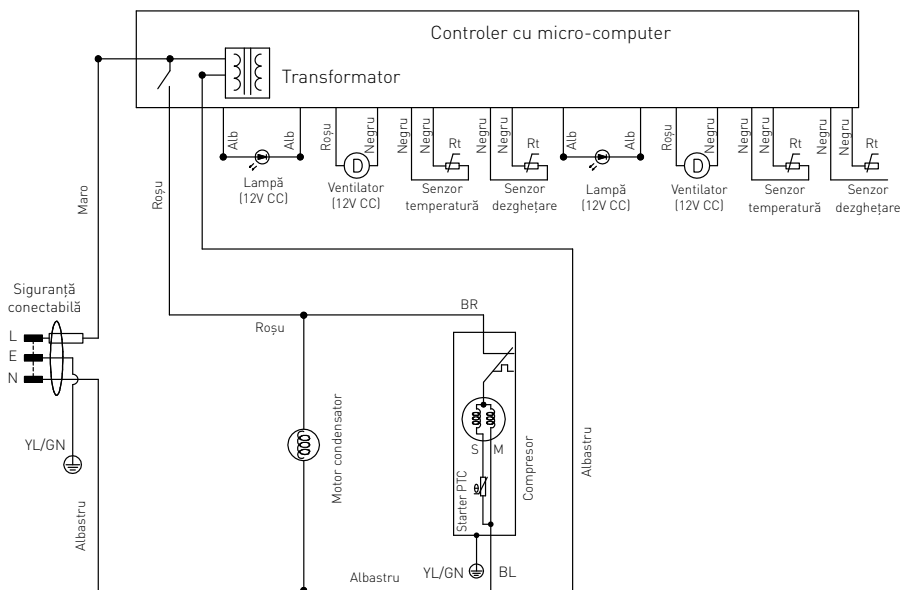 Controler cu micro-computer
Transformator
Alb
Alb
Roșu
Negru
Negru
Negru
Rt
Negru
Negru
Rt
Alb
Alb
Roșu
Negru
Negru
Negru
Rt
Negru
Negru
Rt
D
D
Lampă
(12V CC)
Ventilator
(12V CC)
Senzor
temperatură
Senzor
dezghețare
Lampă
(12V CC)
Ventilator
(12V CC)
Senzor
temperatură
Senzor
dezghețare
Maro
Roșu
Siguranță
conectabilă
L
E
N
YL/GN
Albastru
Roșu
BR
Motor condensator
S
M
Starter PTC
Compresor
Albastru
Albastru
YL/GN
BL